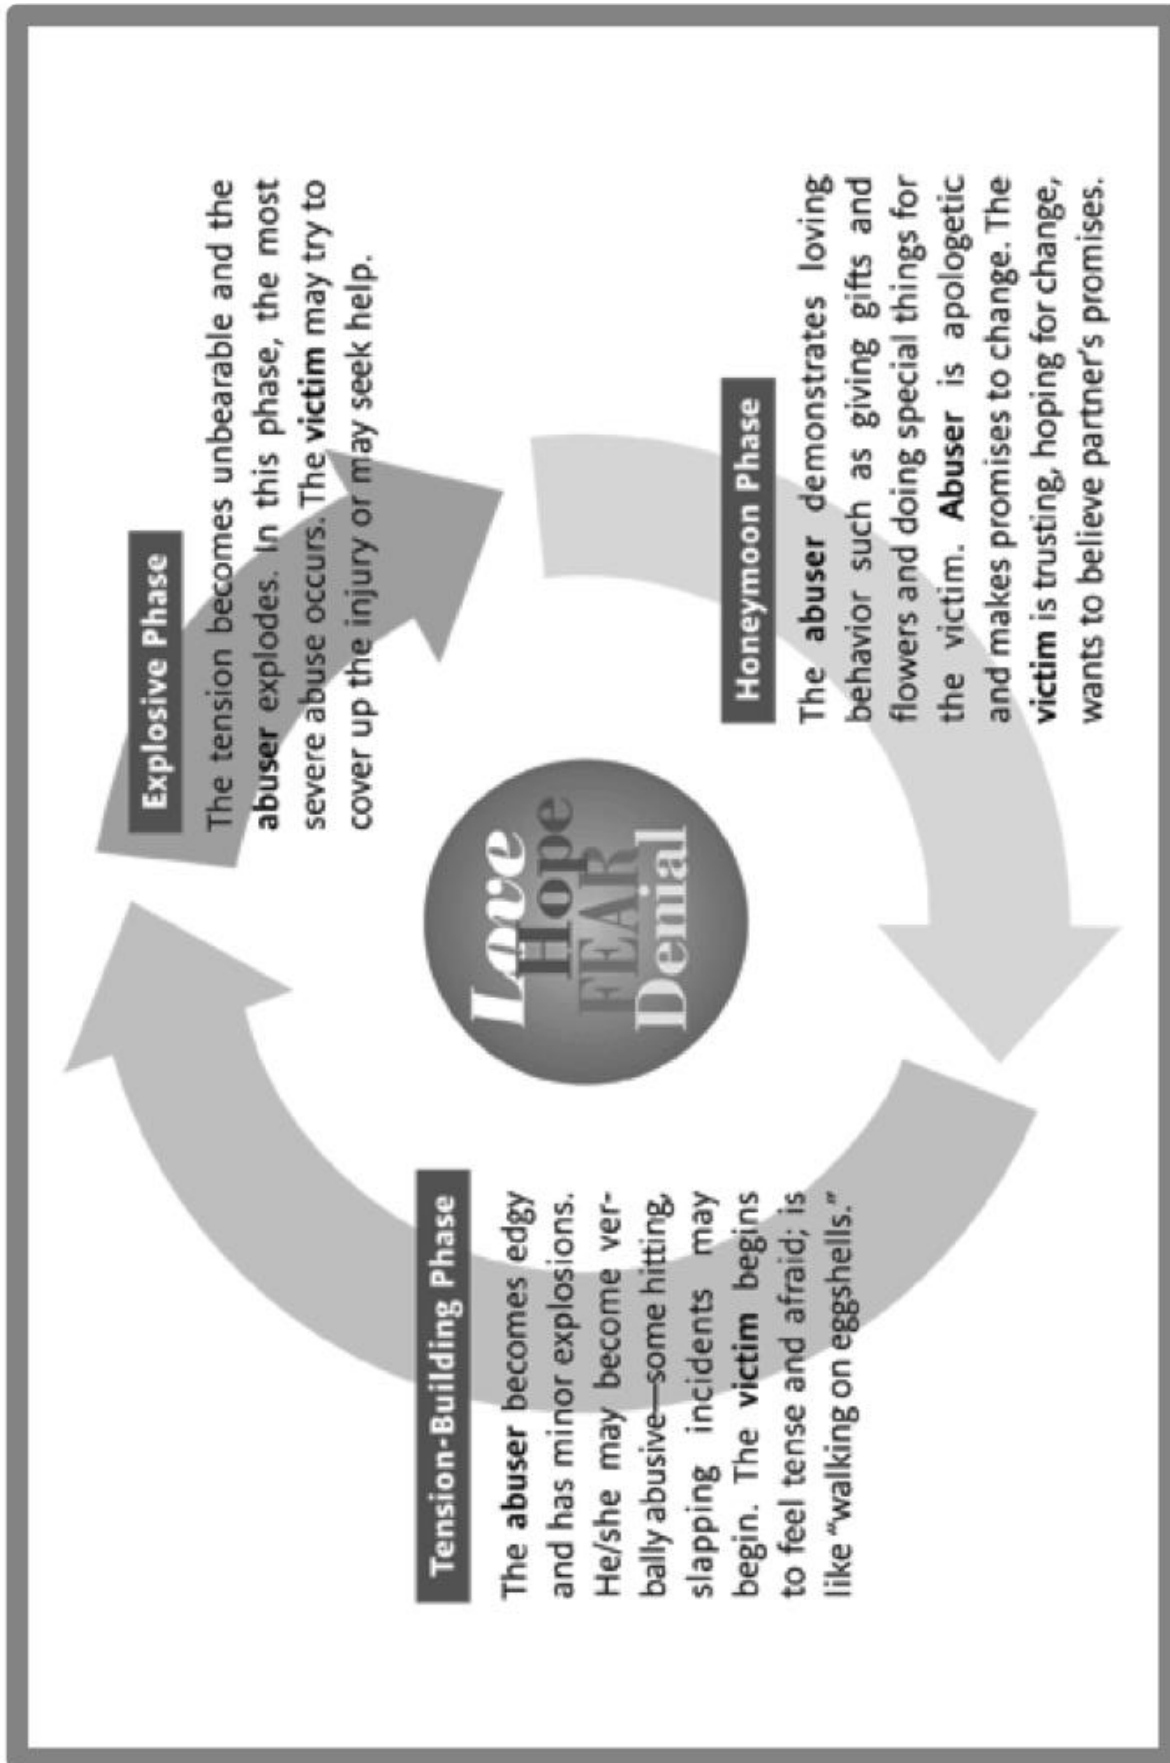 Explosive Phase
The tension becomes unbearable and the
abuser explodes. In this phase, the most
severe abuse occurs. The victim may try to
cover up the injury or may seek help.
Tension-Building Phase
The abuser becomes edgy
and has minor explosions.
He/she may become ver-
bally abusive—some hitting,
slapping incidents may
begin. The victim begins
to feel tense and afraid; is
like “walking on eggshells.”
Love
Hope
FEAR
Denial
Honeymoon Phase
The abuser demonstrates loving
behavior such as giving gifts and
flowers and doing special things for
the victim. Abuser is apologetic
and makes promises to change. The
victim is trusting, hoping for change,
wants to believe partner’s promises.